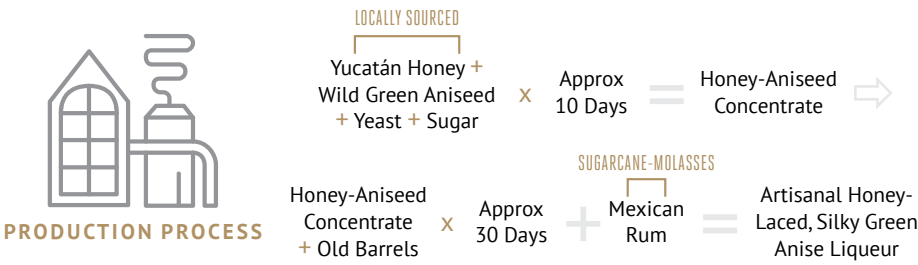 LOCALLY SOURCED
Yucatán Honey +
Wild Green Aniseed
+ Yeast + Sugar
x
Approx
10 Days
=
Honey-Aniseed
Concentrate
SUGARCANE-MOLASSES
Honey-Aniseed
Concentrate
+ Old Barrels
x
Approx
30 Days
+
Mexican
Rum
=
Artisanal Honey-
Laced, Silky Green
Anise Liqueur
PRODUCTION PROCESS